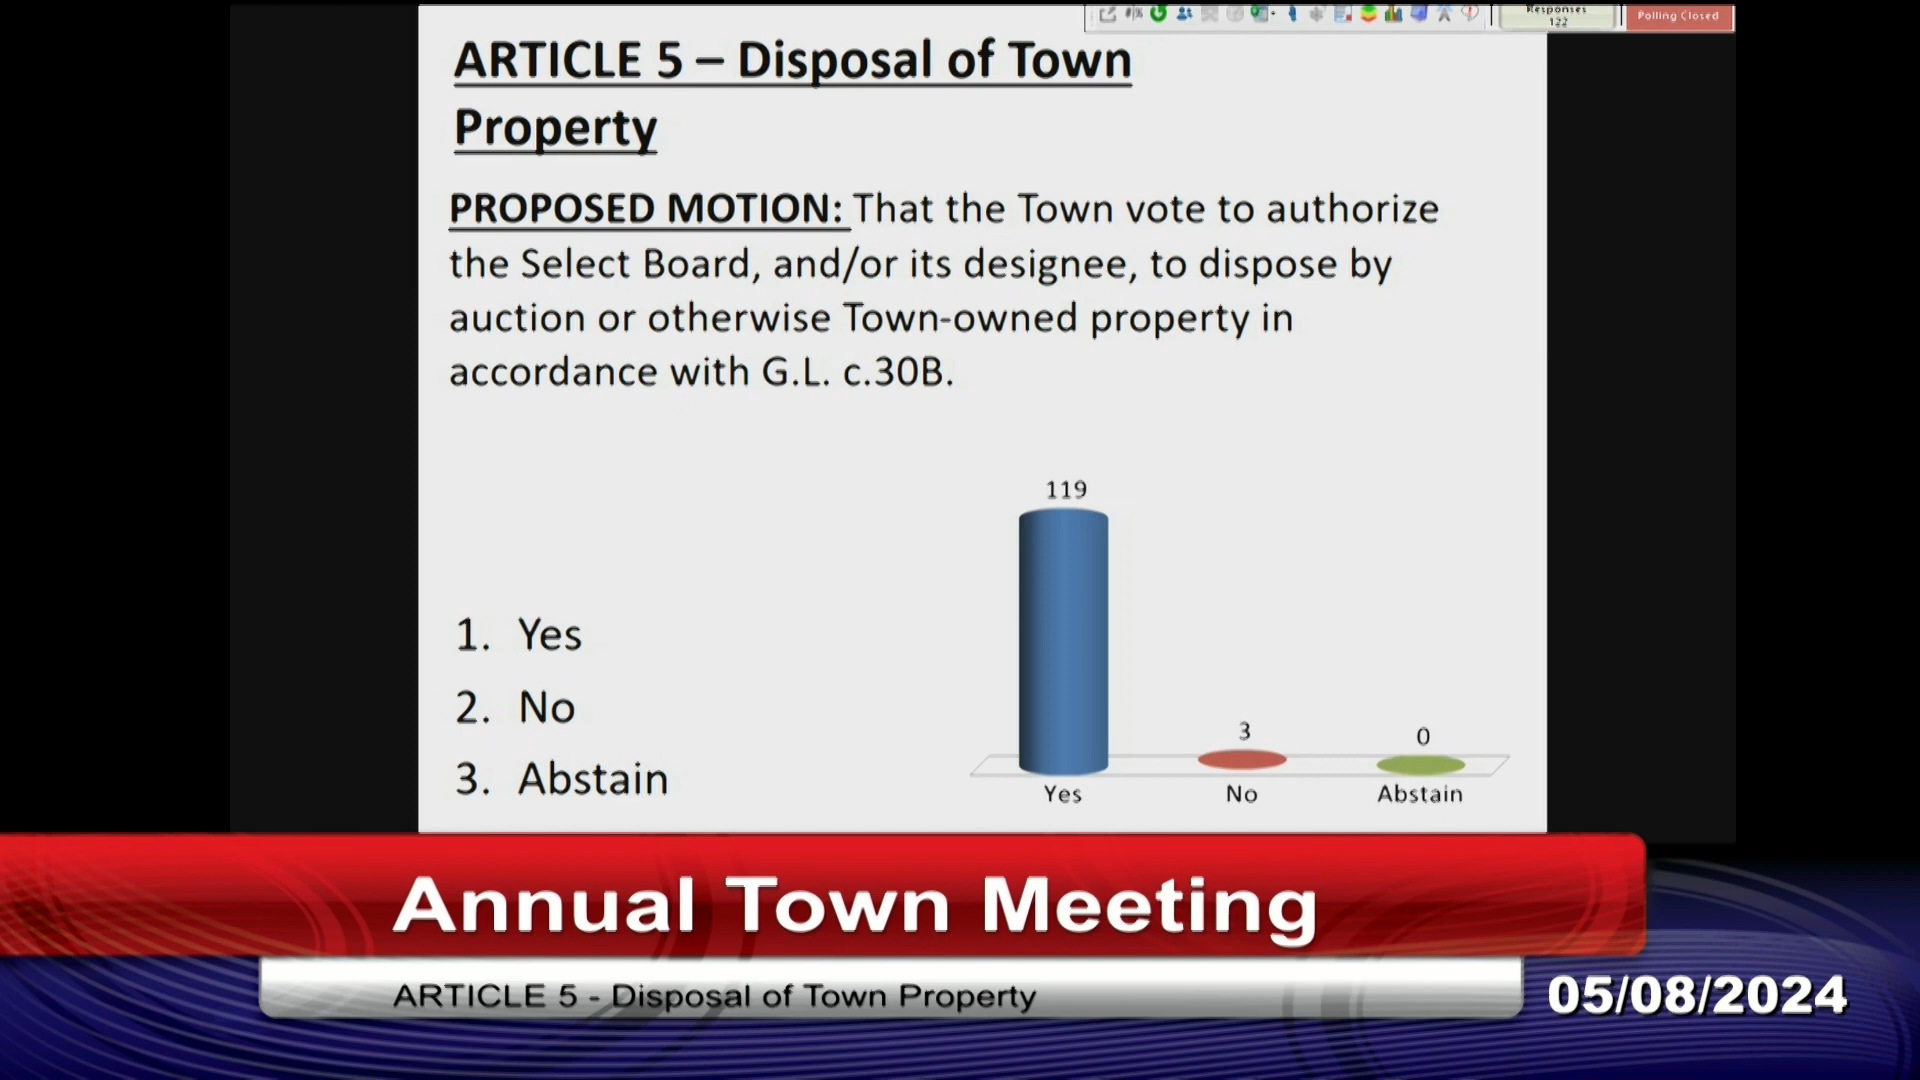 Responses
122
Polling Closed
ARTICLE 5 – Disposal of Town
Property
PROPOSED MOTION: That the Town vote to authorize
the Select Board, and/or its designee, to dispose by
auction or otherwise Town-owned property in
accordance with G.L. c.30B.
1. Yes
2. No
3. Abstain
119
3
0
Yes
No
Abstain
Annual Town Meeting
ARTICLE 5 - Disposal of Town Property
05/08/2024